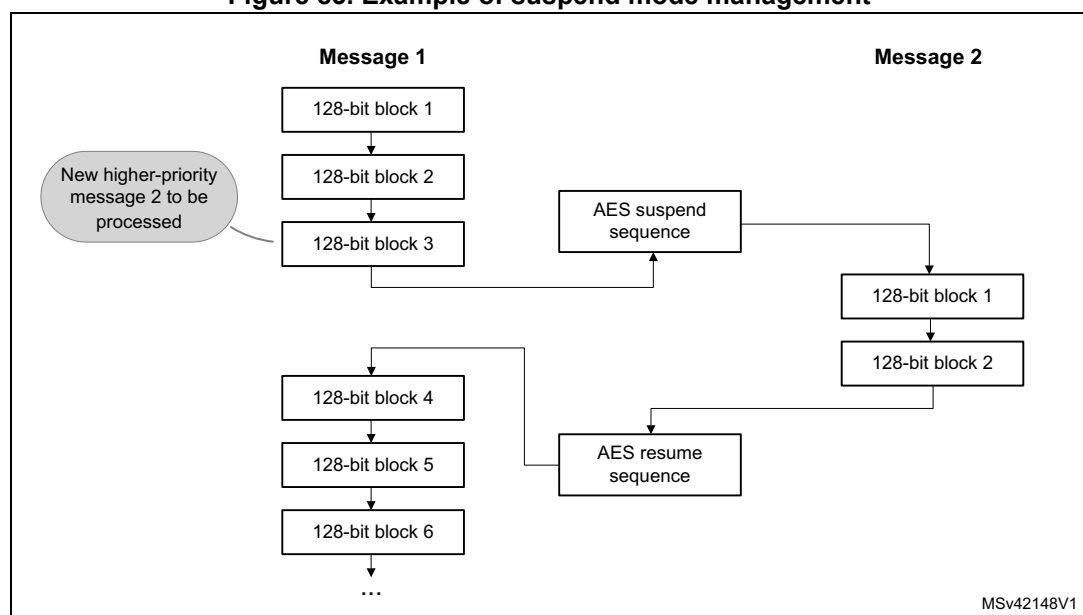 Figure Example of suspend mode management
Message 1
Message 2
128-bit block 1
New higher-priority
message 2 to be
processed
128-bit block 2
128-bit block 3
AES suspend
sequence
128-bit block 1
128-bit block 2
128-bit block 4
AES resume
sequence
128-bit block 5
128-bit block 6
...
MSv42148V1